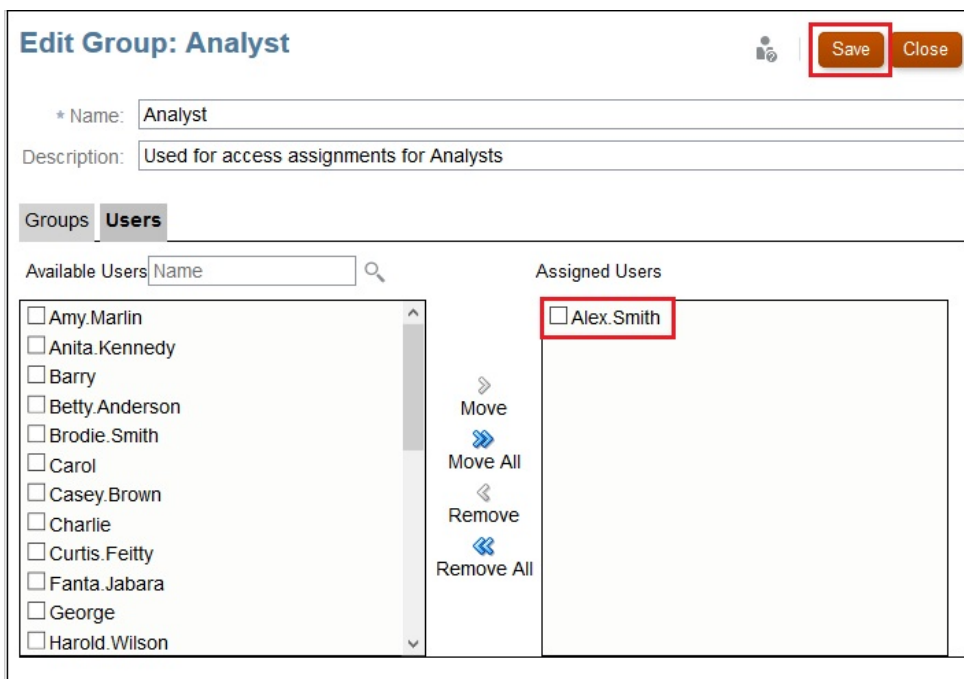 Edit Group: Analyst
Save Close
* Name: Analyst
Description: Used for access assignments for Analysts
Groups Users
Available Users Name
Assigned Users
Amy.Marlin
Anita.Kennedy
Barry
Betty.Anderson
Brodie.Smith
Carol
Casey.Brown
Charlie
Curtis.Feitty
Fanta.Jabara
George
Harold.Wilson
Move
Move All
Remove
Remove All
Alex.Smith